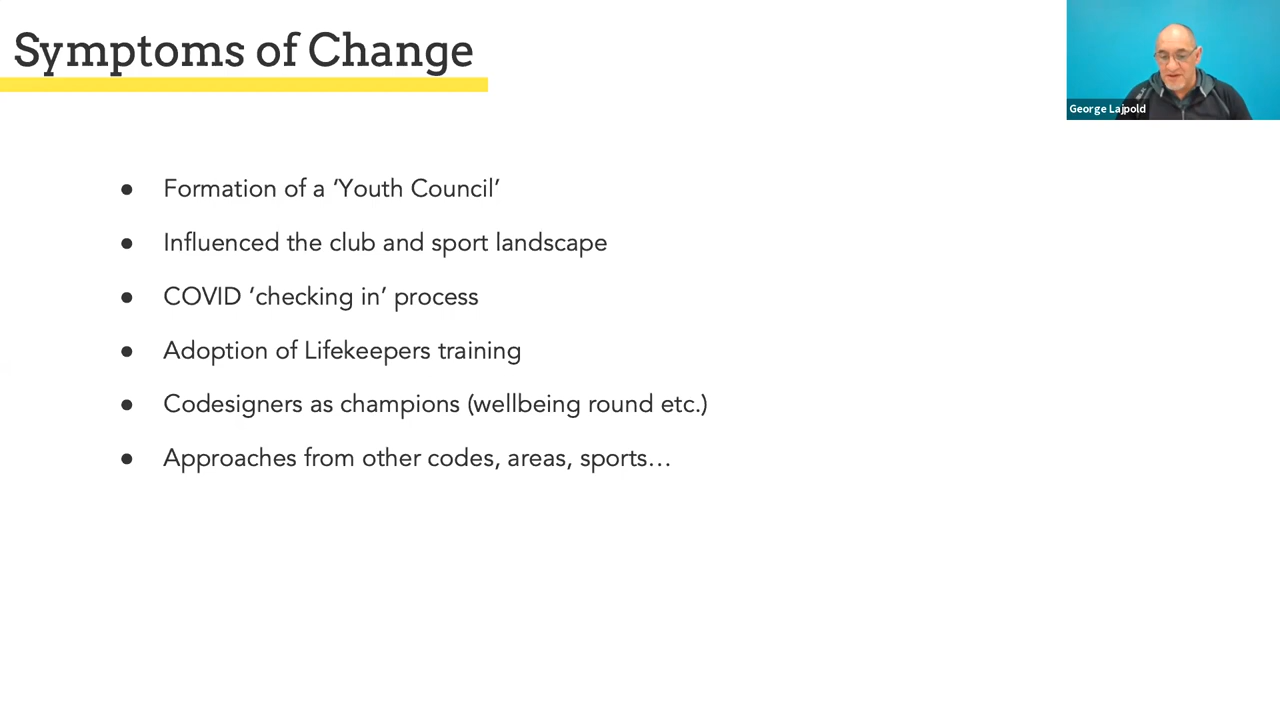 Symptoms of Change
George Lajpold
● Formation of a ‘Youth Council’
● Influenced the club and sport landscape
● COVID ‘checking in’ process
● Adoption of Lifekeepers training
● Codesigners as champions (wellbeing round etc.)
● Approaches from other codes, areas, sports…